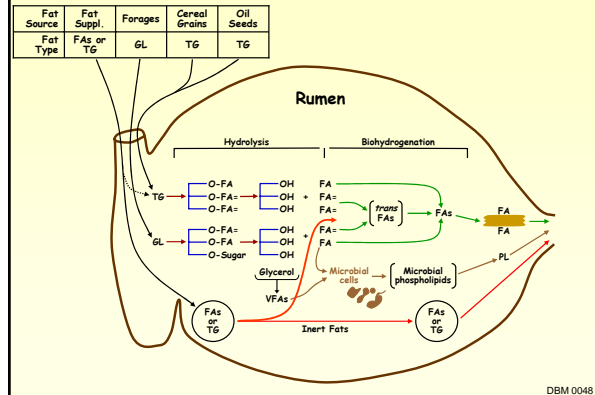 Fat Source | Fat Suppl. | Forages | Cereal Grains | Oil Seeds
Fat Type | FAs or TG | GL | TG | TG
Rumen
Hydrolysis
Biohydrogenation
O-FA
OH
FA
TG
O-FA=
OH
+
FA=
O-FA=
OH
FA=
trans FAs
FAs
FA
FA
O-FA=
OH
+
FA=
GL
O-FA
OH
FA
O-Sugar
OH
Glycerol
VFAs
Microbial cells
Microbial phospholipids
PL
FAs or TG
Inert Fats
FAs or TG
DBM 0048